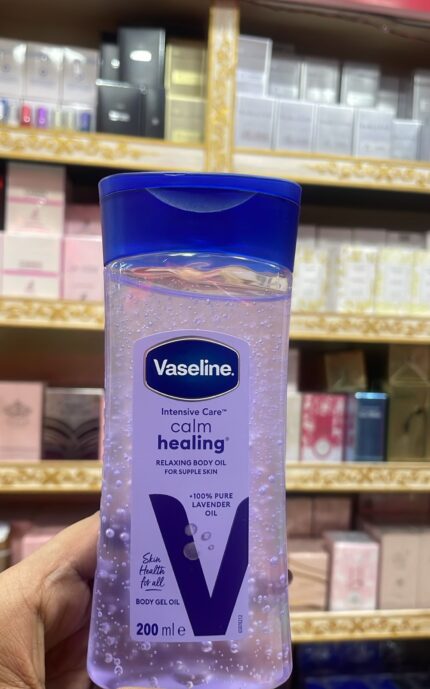 Vaseline.
Intensive Care™
calm
healing®
RELAXING BODY OIL
FOR SUPPLE SKIN
+100% PURE
LAVENDER
OIL
Skin
Health
for all
BODY GEL OIL
200 ml e